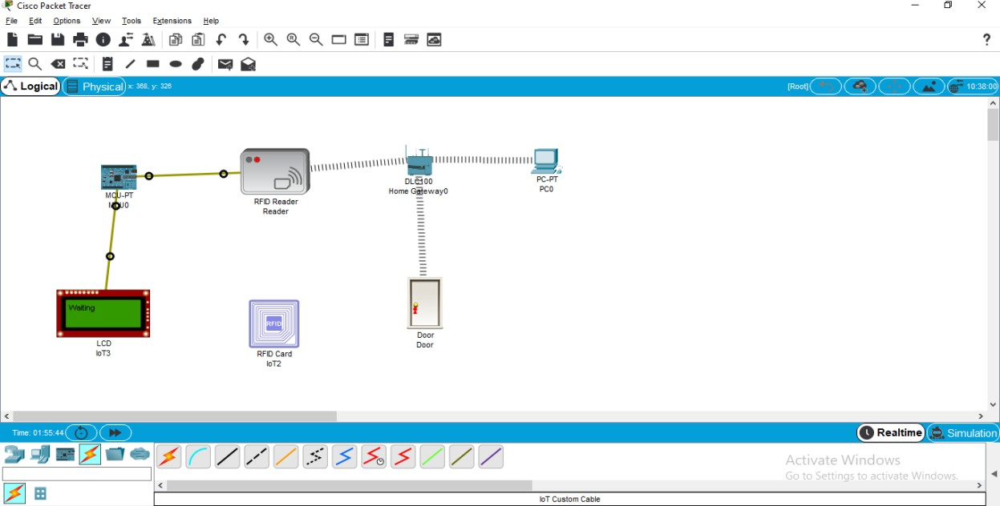 Cisco Packet Tracer
File Edit Options View Tools Extensions Help
?
Logical Physical x: 368, y: 326 [Root] 10:38:00
MCU-PT
MCU0
RFID Reader
Reader
DLC100
Home Gateway0
PC-PT
PC0
Waiting
LCD
IoT3
RFID
RFID Card
IoT2
Door
Door
Time: 01:55:44 Realtime Simulation
Activate Windows
Go to Settings to activate Windows.
IoT Custom Cable